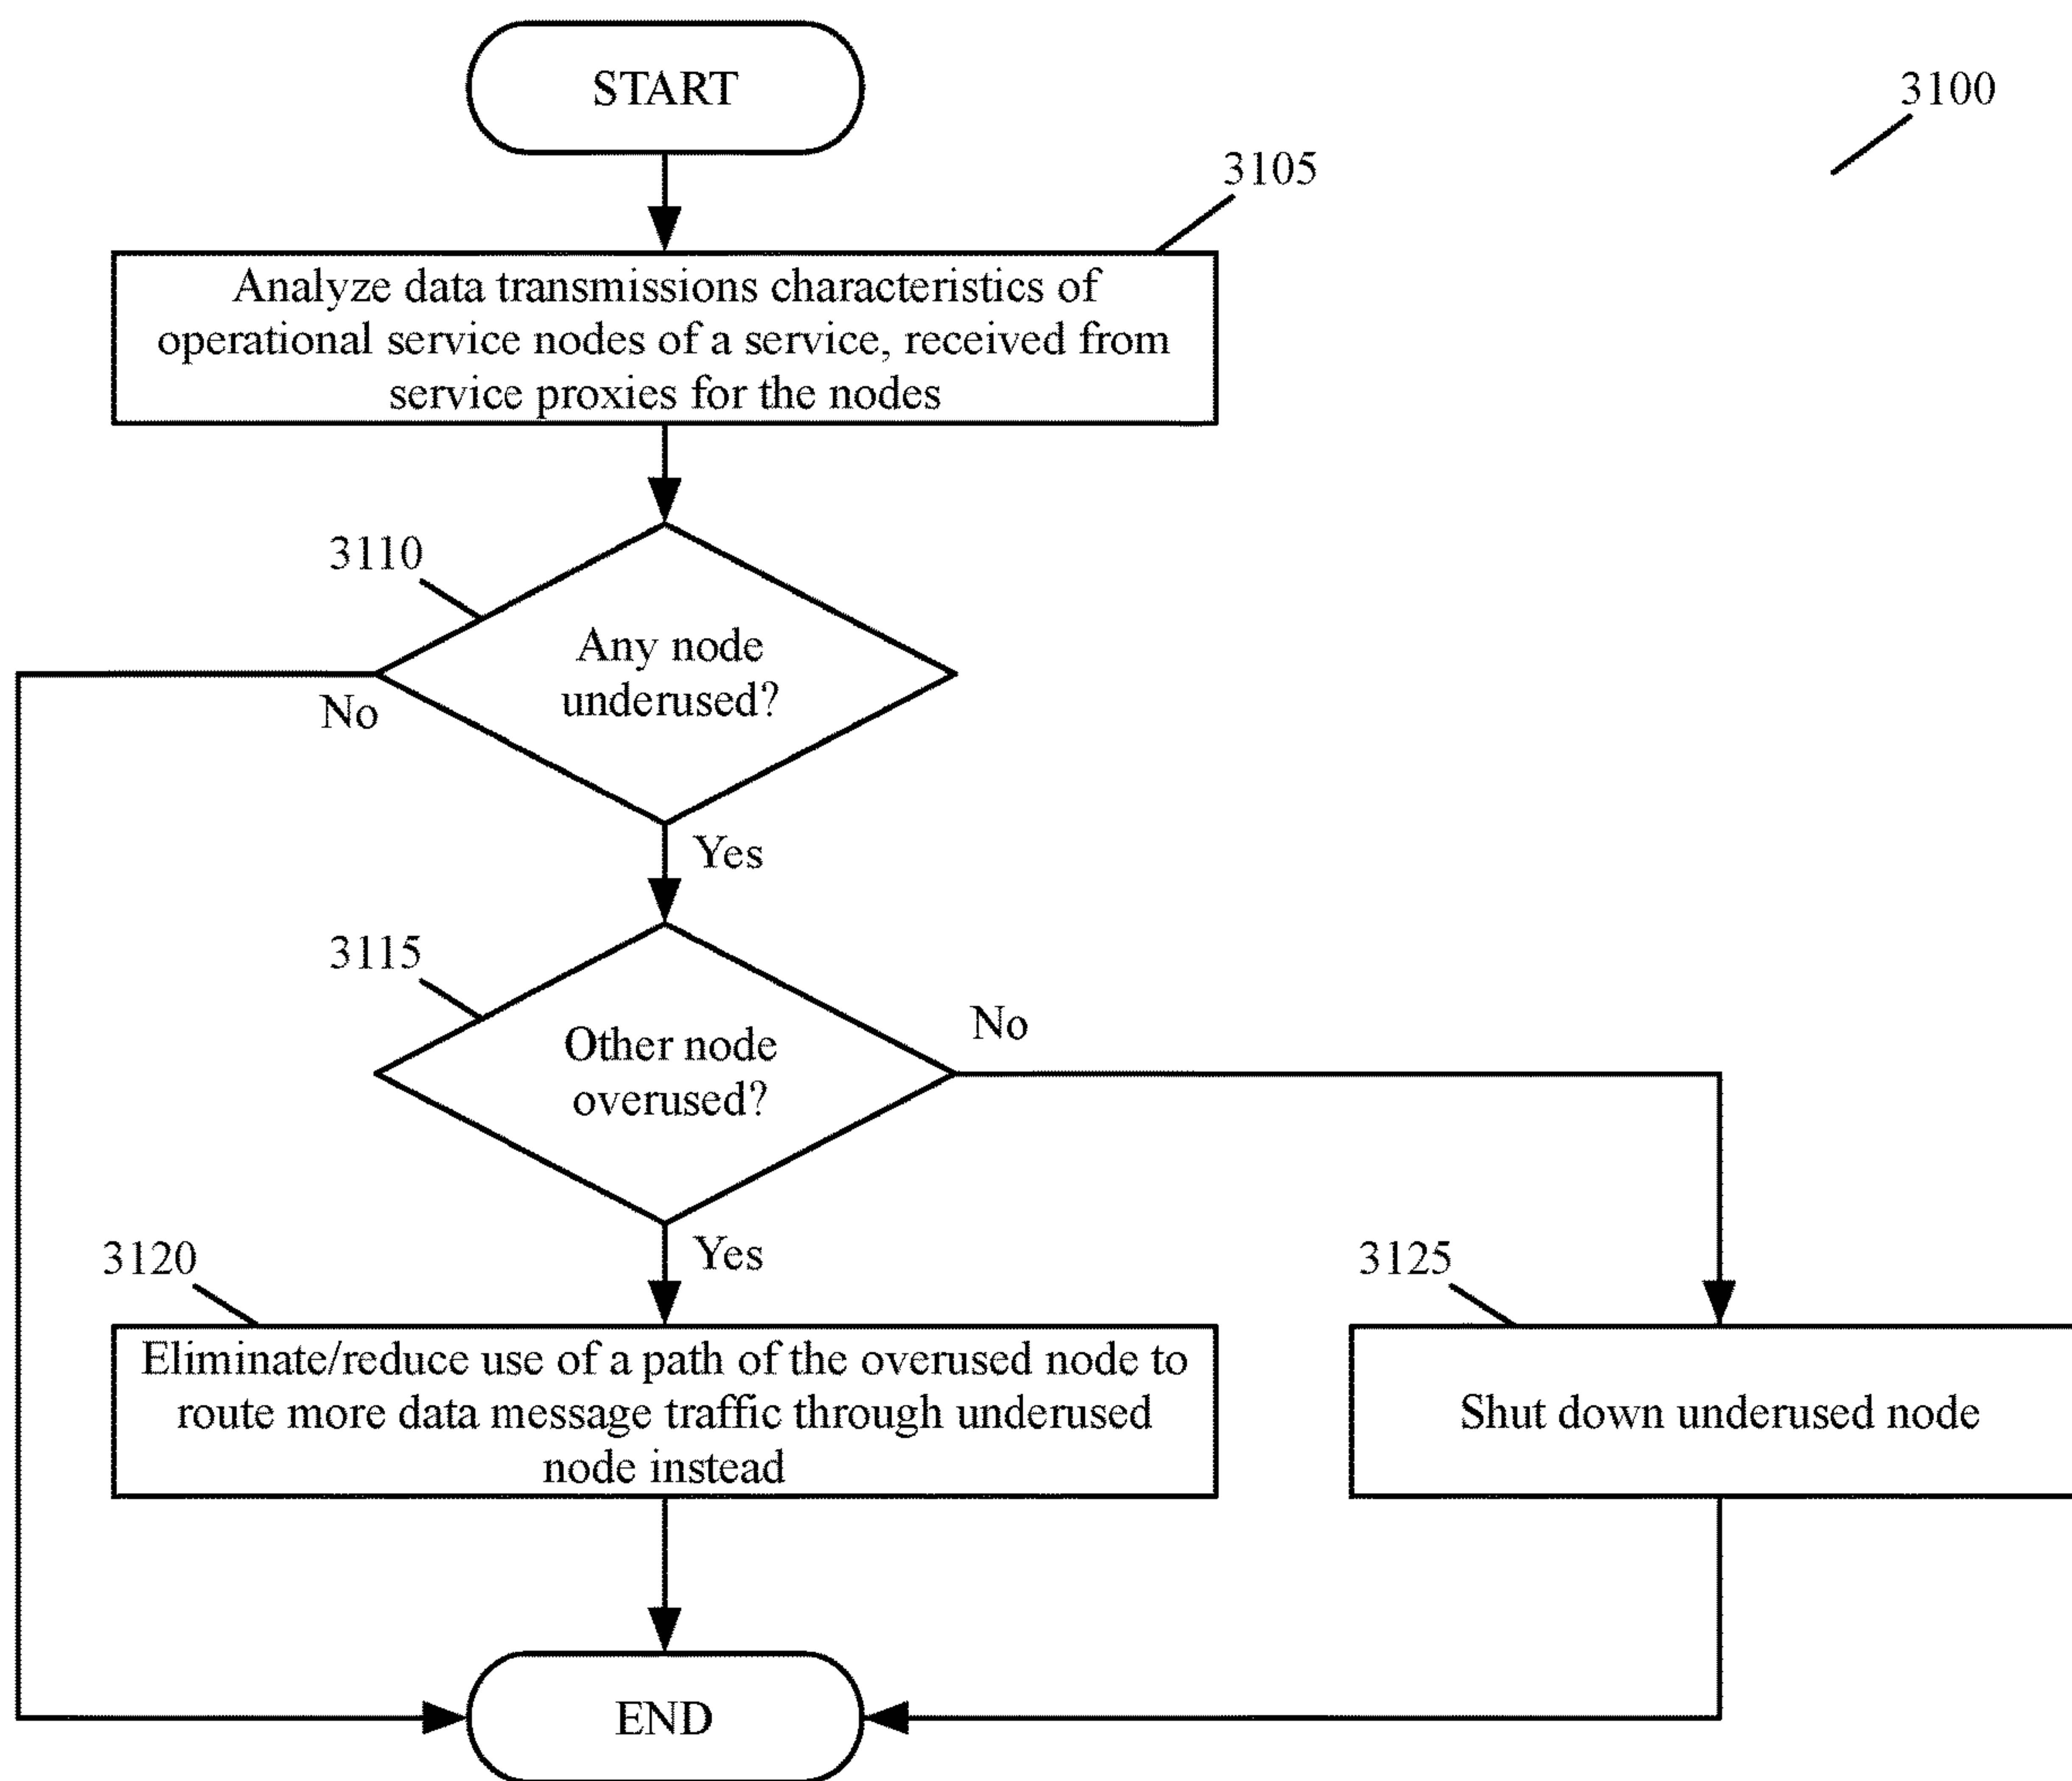 START
3100
3105
Analyze data transmissions characteristics of
operational service nodes of a service, received from
service proxies for the nodes
3110
Any node
underused?
No
Yes
3115
Other node
overused?
No
Yes
3120
3125
Eliminate/reduce use of a path of the overused node to
route more data message traffic through underused
node instead
Shut down underused node
END